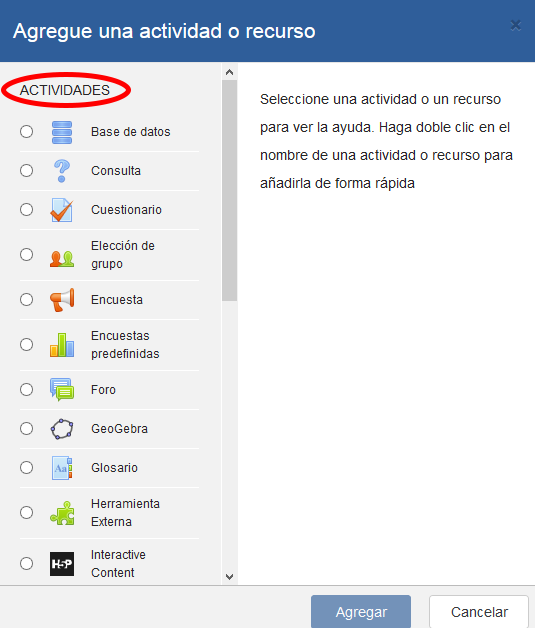 Agregue una actividad o recurso
×
ACTIVIDADES
Base de datos
Consulta
Cuestionario
Elección de
grupo
Encuesta
Encuestas
predefinidas
Foro
GeoGebra
Aa
Glosario
Herramienta
Externa
H5P
Interactive
Content
Seleccione una actividad o un recurso
para ver la ayuda. Haga doble clic en el
nombre de una actividad o recurso para
añadirla de forma rápida
Agregar
Cancelar